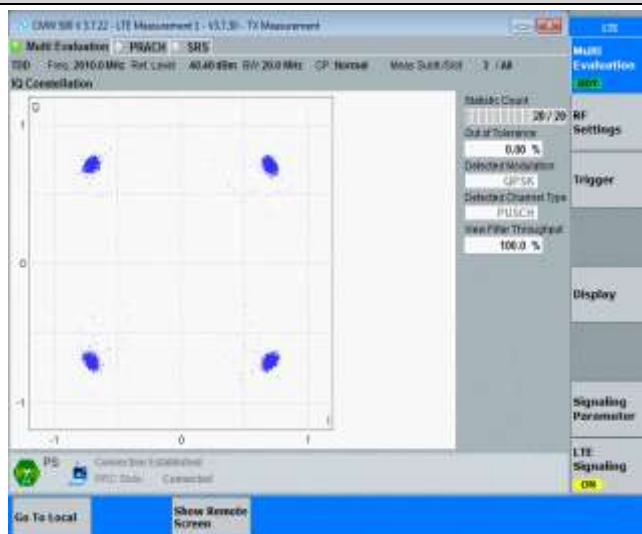 CMW 500 V 3.7.22 - LTE Measurement 1 - V3.7.30 - TX Measurement
LTE
Multi Evaluation PRACH SRS
Multi
Evaluation
RDY
TDD Freq: 2010.0 MHz Ref. Level: 40.40 dBm BW: 20.0 MHz CP: Normal Meas Subfr./Slot: 3 / All
IQ Constellation
Statistic Count
20 / 20
RF
Settings
Q
1
Out of Tolerance
0.00 %
Detected Modulation
QPSK
Trigger
Detected Channel Type
PUSCH
View Filter Throughput
100.0 %
0
Display
-1
I
Signaling
Parameter
-1 0 1
PS
Connection Established
RRC State: Connected
LTE
Signaling
ON
Go To Local
Show Remote
Screen